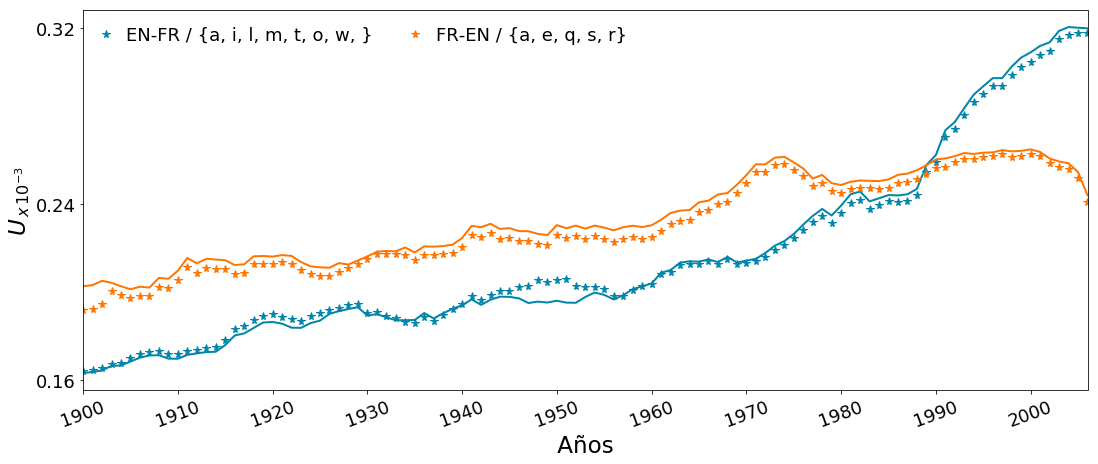 EN-FR / {a, i, l, m, t, o, w, }
FR-EN / {a, e, q, s, r}
0.32
0.24
0.16
U x 10⁻³
1900 1910 1920 1930 1940 1950 1960 1970 1980 1990 2000
Años